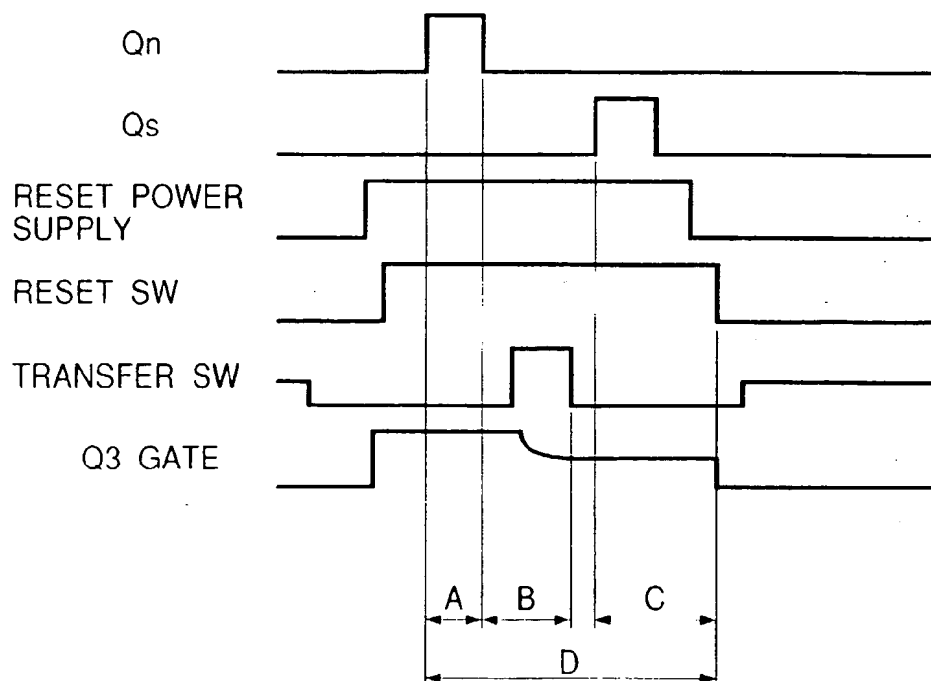 Qn
Qs
RESET POWER
SUPPLY
RESET SW
TRANSFER SW
Q3 GATE
A
B
C
D